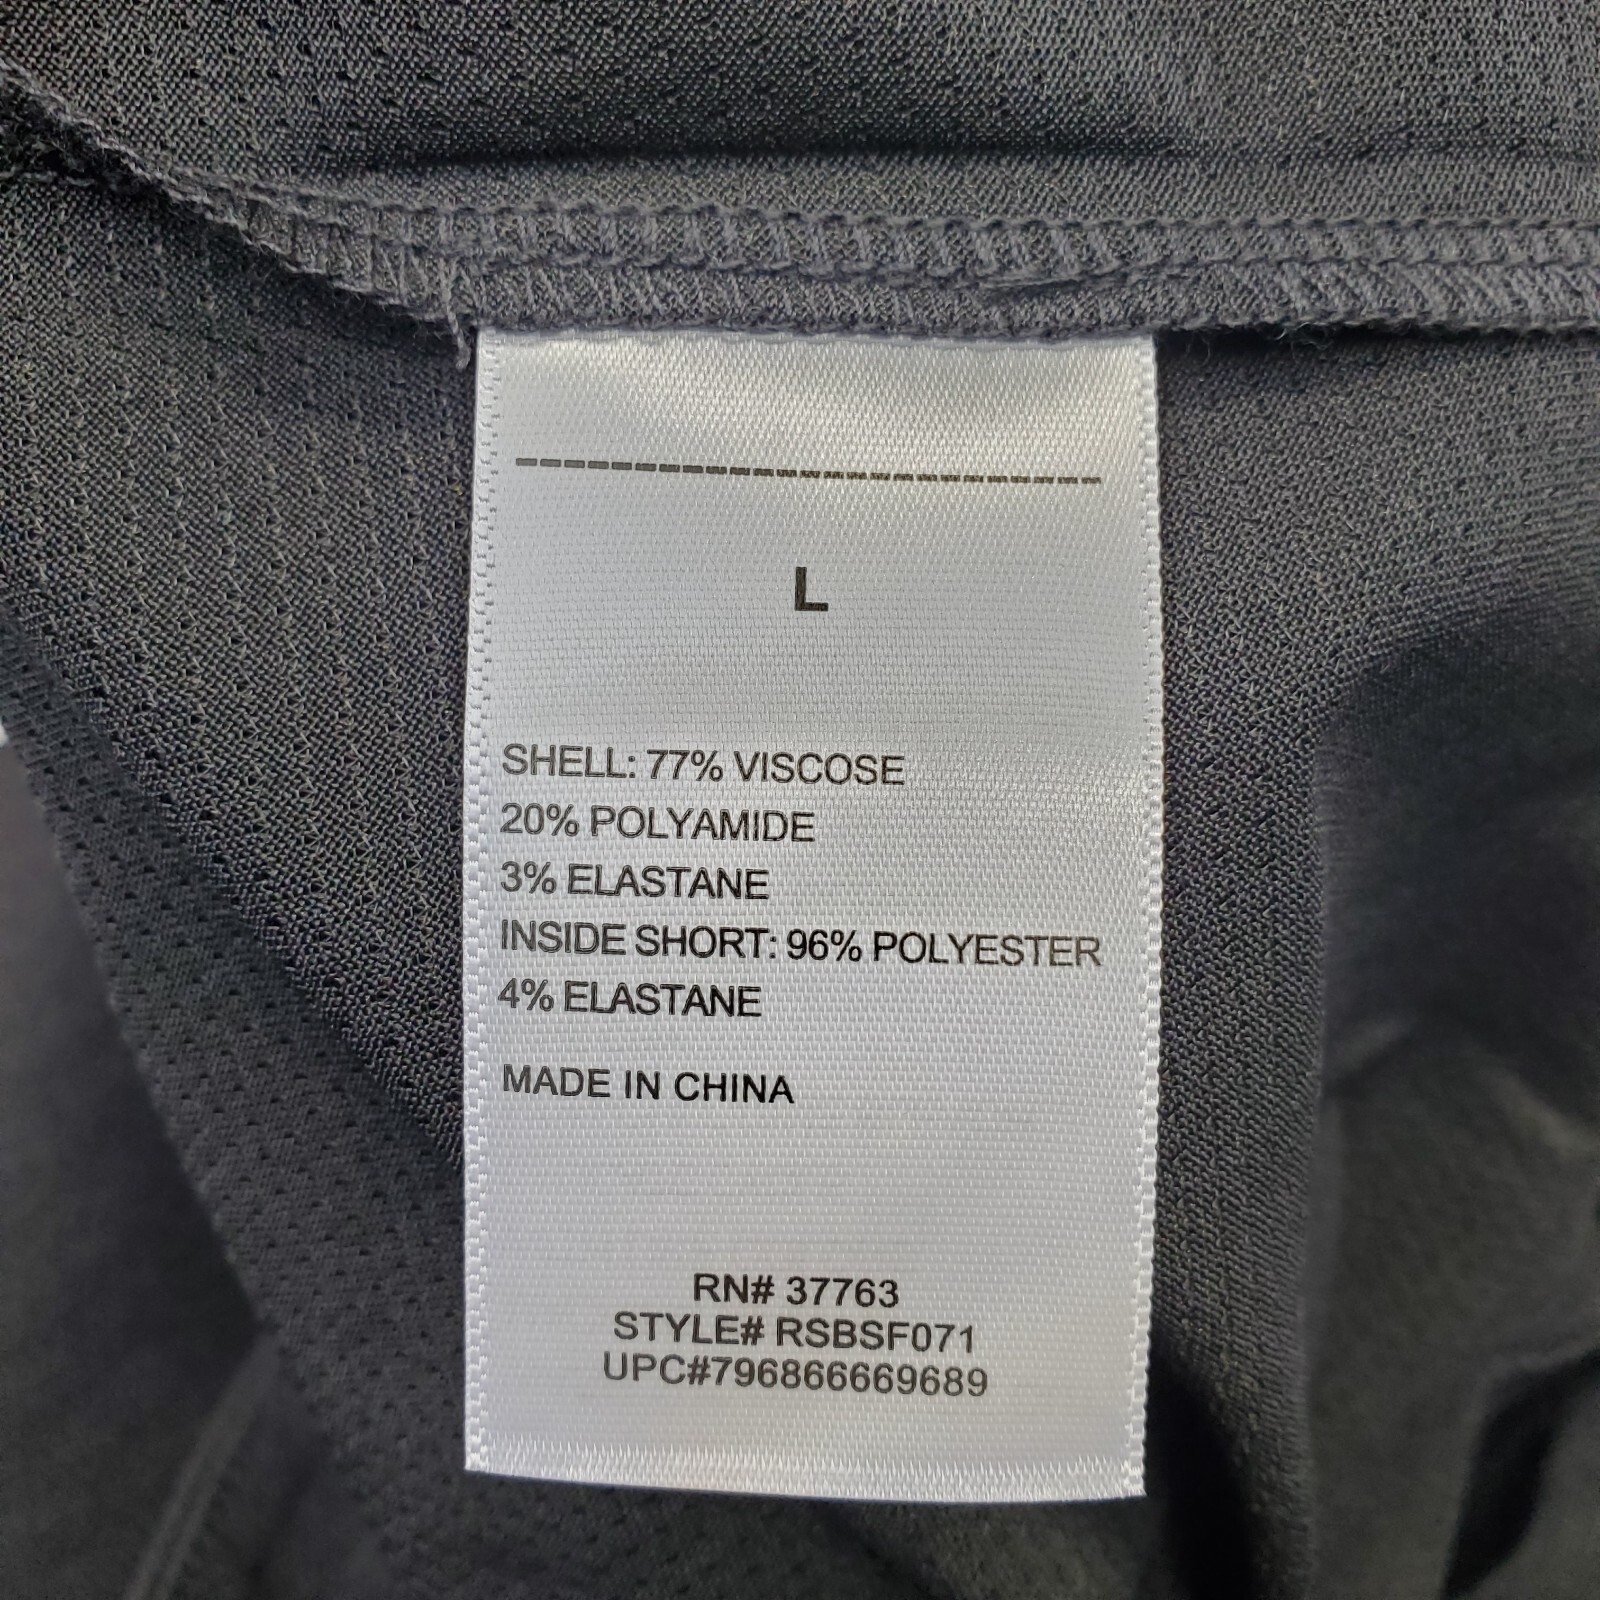 L
SHELL: 77% VISCOSE
20% POLYAMIDE
3% ELASTANE
INSIDE SHORT: 96% POLYESTER
4% ELASTANE
MADE IN CHINA
RN# 37763
STYLE# RSBSF071
UPC#796866669689